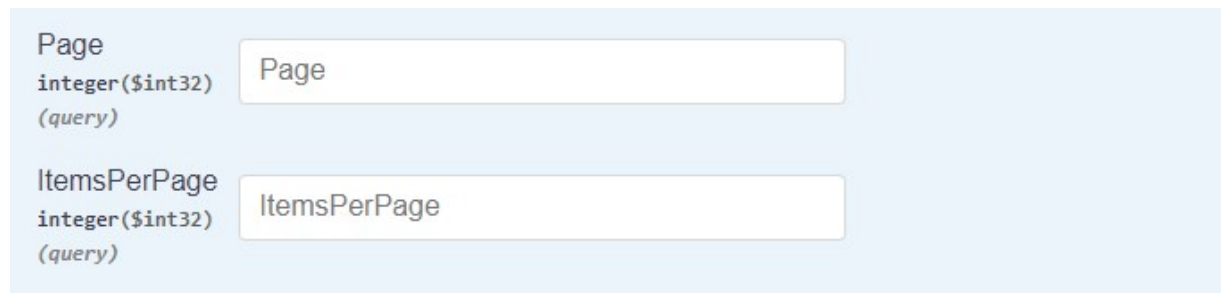 Page
integer($int32)
(query)
Page
ItemsPerPage
integer($int32)
(query)
ItemsPerPage